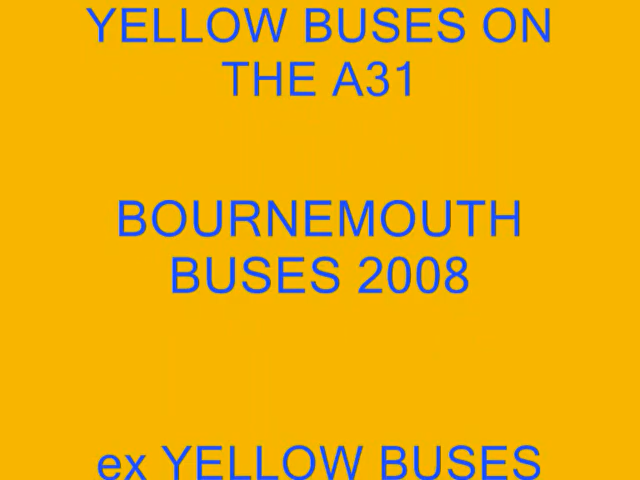 YELLOW BUSES ON
THE A31
BOURNEMOUTH
BUSES 2008
ex YELLOW BUSES